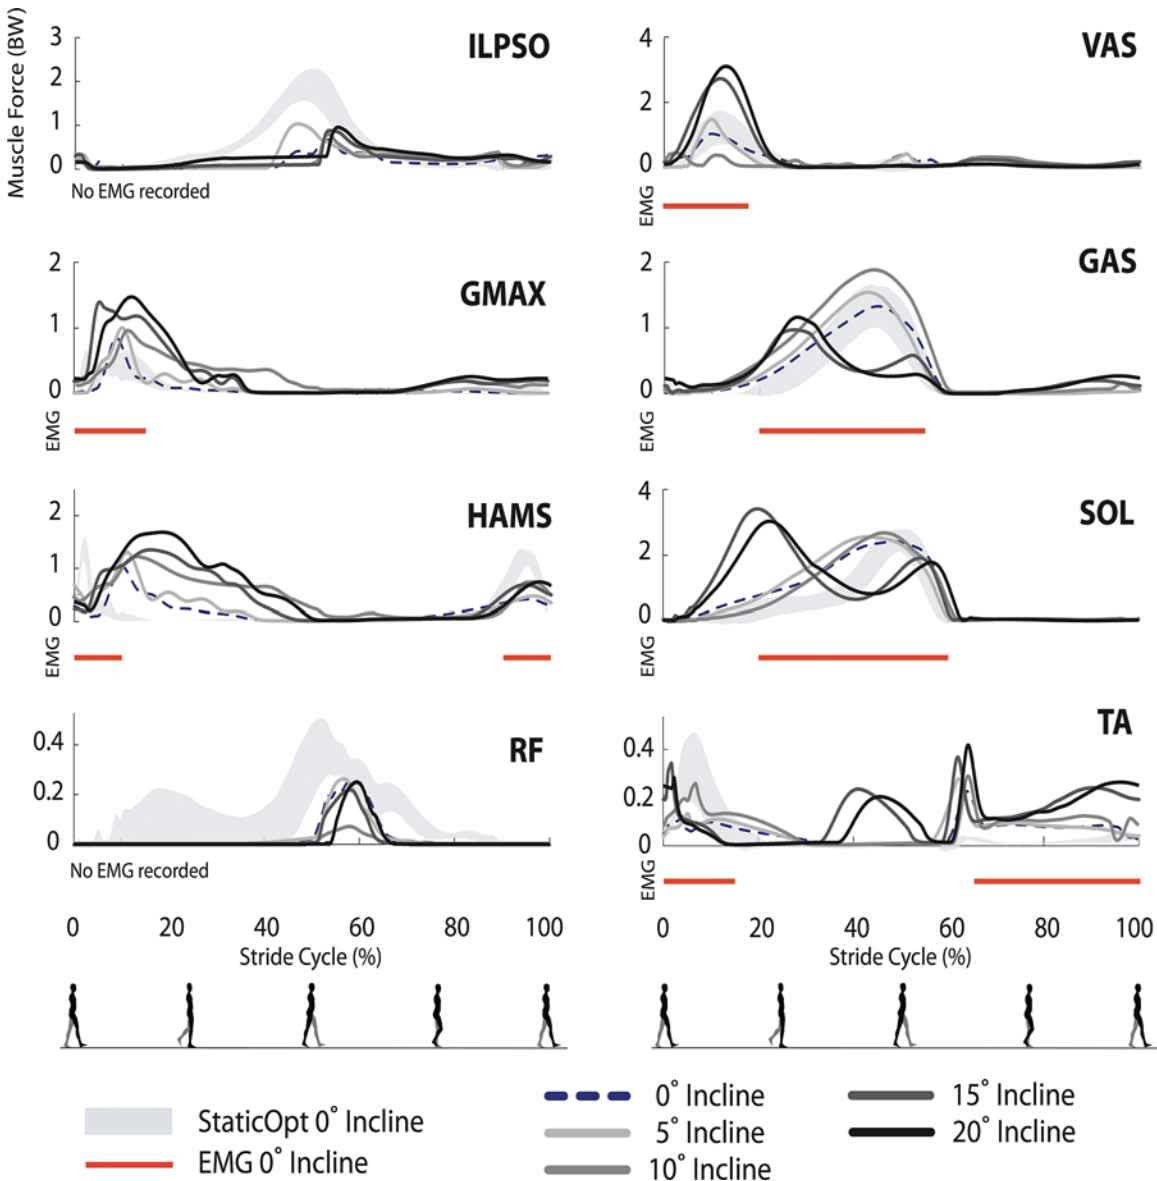 Muscle Force (BW)
3
2
1
0
ILPSO
No EMG recorded
4
2
0
VAS
EMG
2
1
0
GMAX
EMG
2
1
0
GAS
EMG
2
1
0
HAMS
EMG
4
2
0
SOL
EMG
0.4
0.2
0
RF
No EMG recorded
0.4
0.2
0
TA
EMG
0 20 40 60 80 100
Stride Cycle (%)
0 20 40 60 80 100
Stride Cycle (%)
StaticOpt 0° Incline
EMG 0° Incline
0° Incline
5° Incline
10° Incline
15° Incline
20° Incline